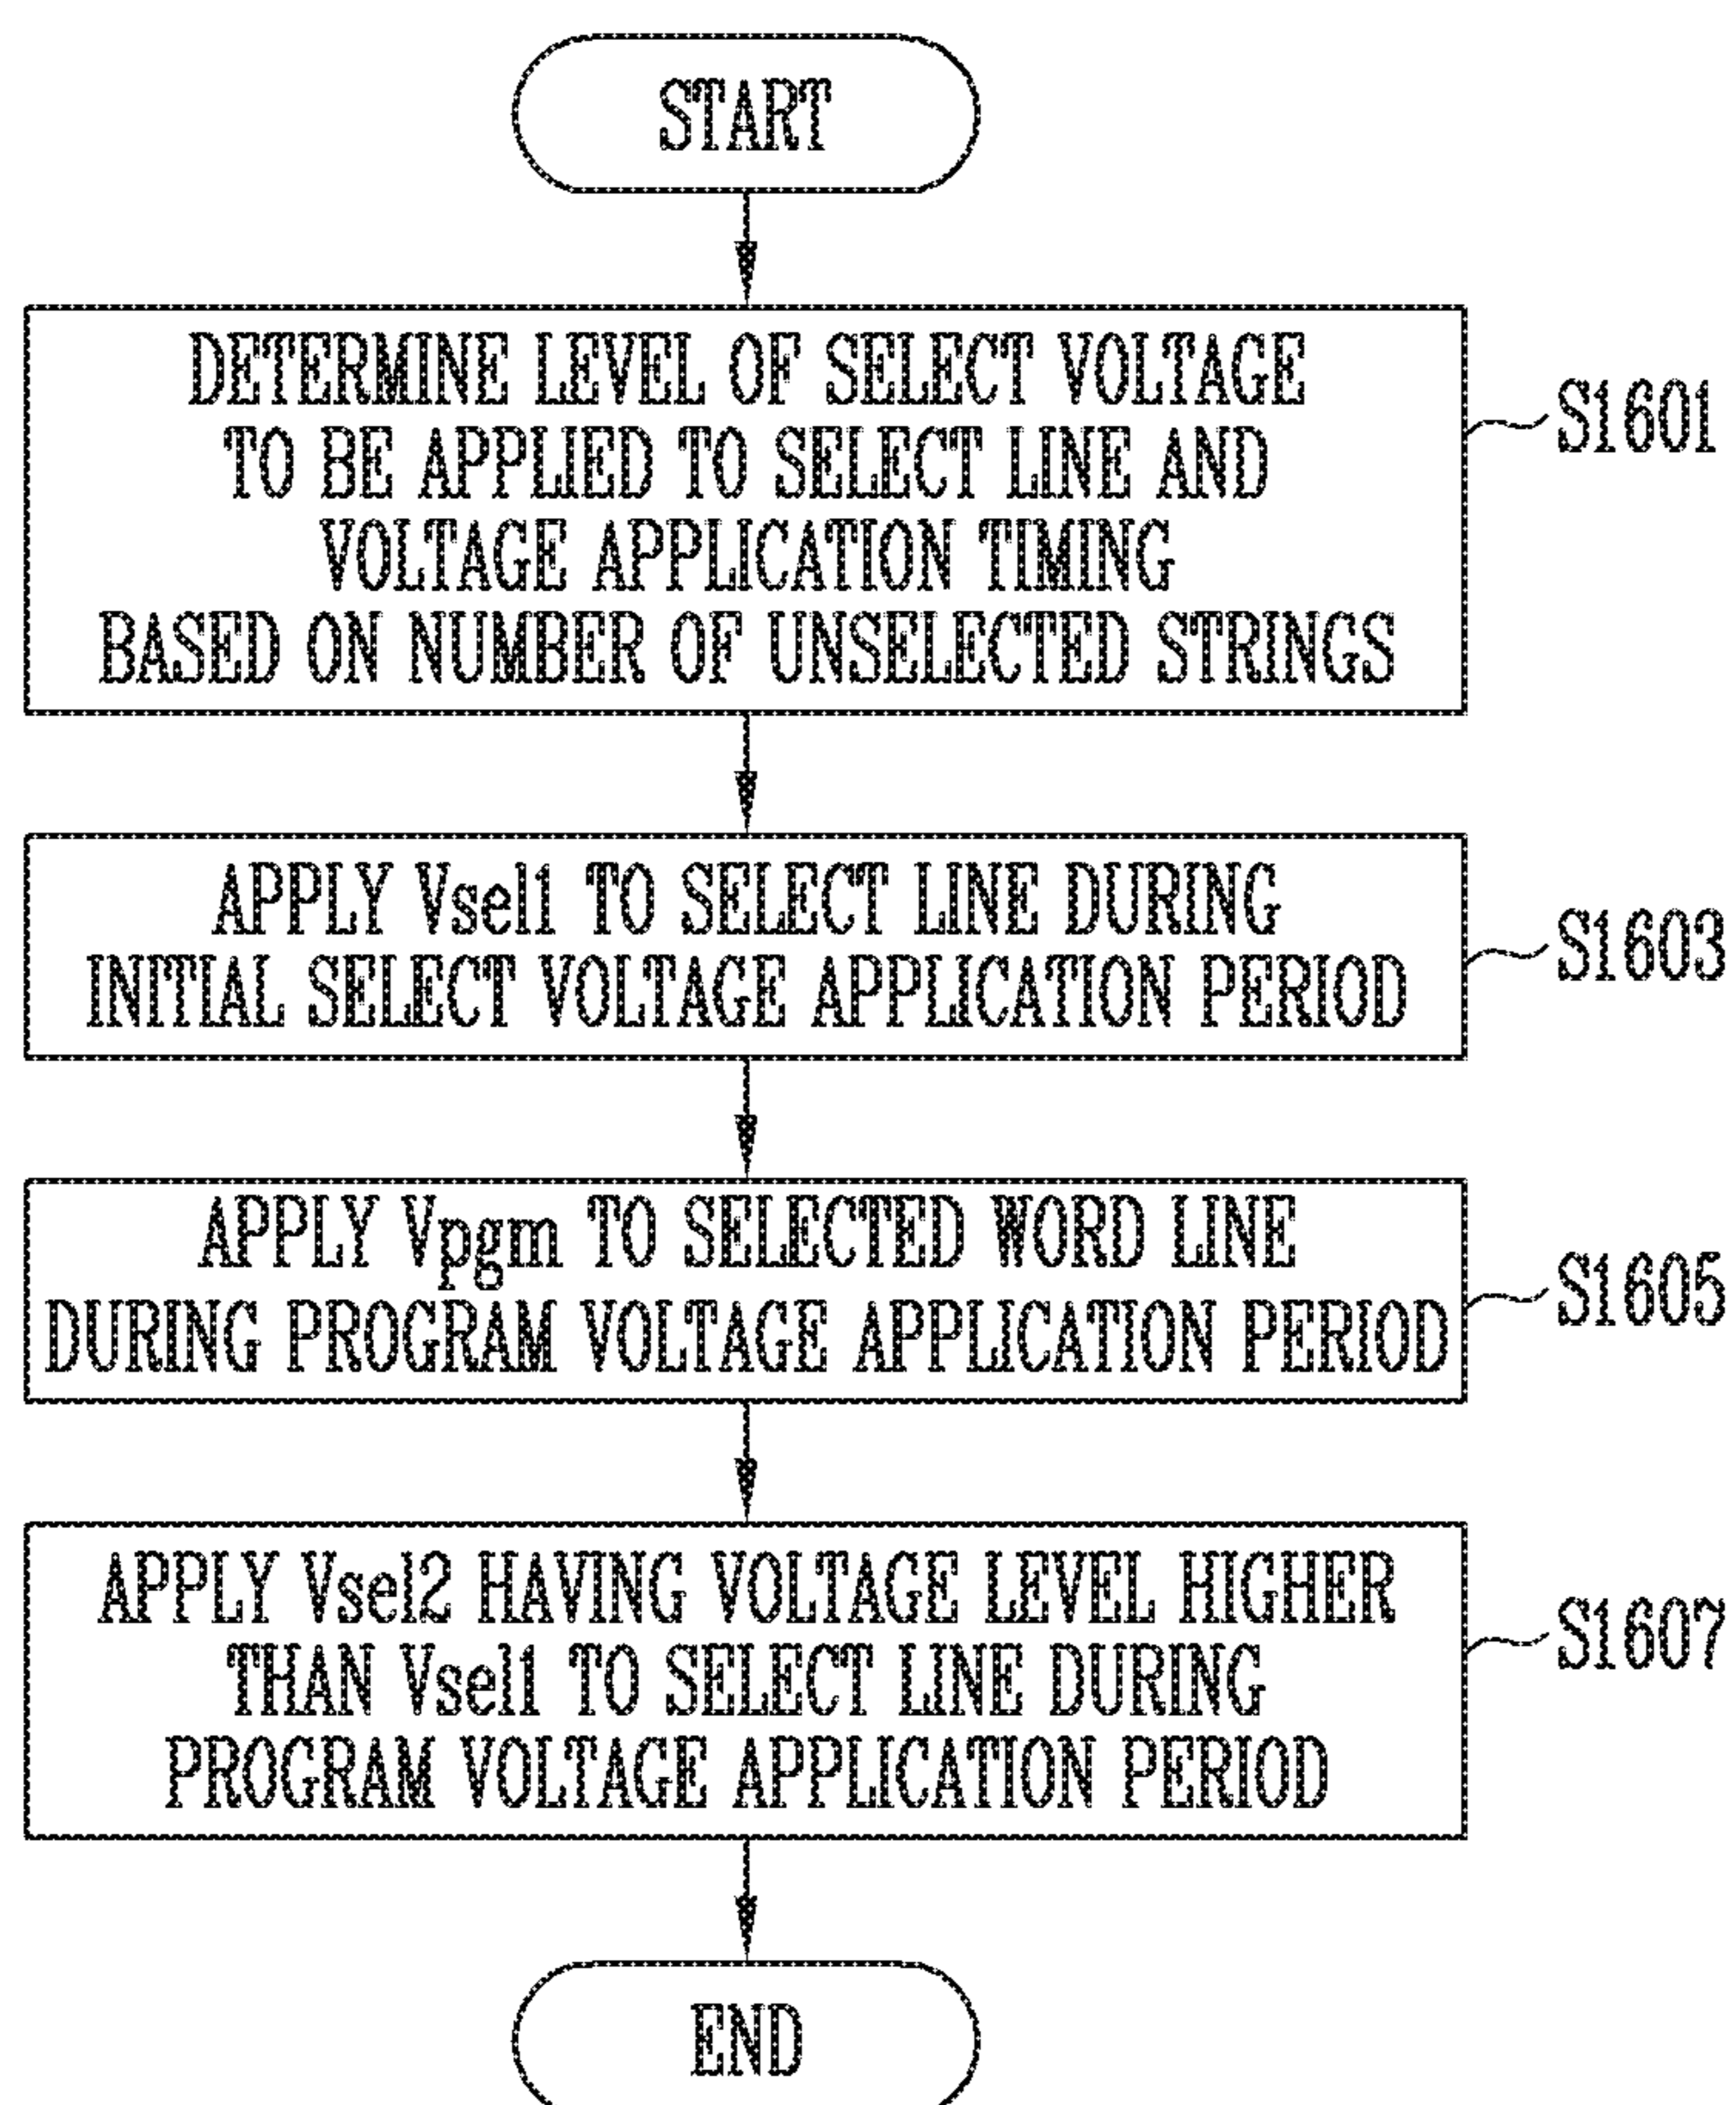 START
DETERMINE LEVEL OF SELECT VOLTAGE
TO BE APPLIED TO SELECT LINE AND
VOLTAGE APPLICATION TIMING
BASED ON NUMBER OF UNSELECTED STRINGS
S1601
APPLY Vsel1 TO SELECT LINE DURING
INITIAL SELECT VOLTAGE APPLICATION PERIOD
S1603
APPLY Vpgm TO SELECTED WORD LINE
DURING PROGRAM VOLTAGE APPLICATION PERIOD
S1605
APPLY Vsel2 HAVING VOLTAGE LEVEL HIGHER
THAN Vsel1 TO SELECT LINE DURING
PROGRAM VOLTAGE APPLICATION PERIOD
S1607
END